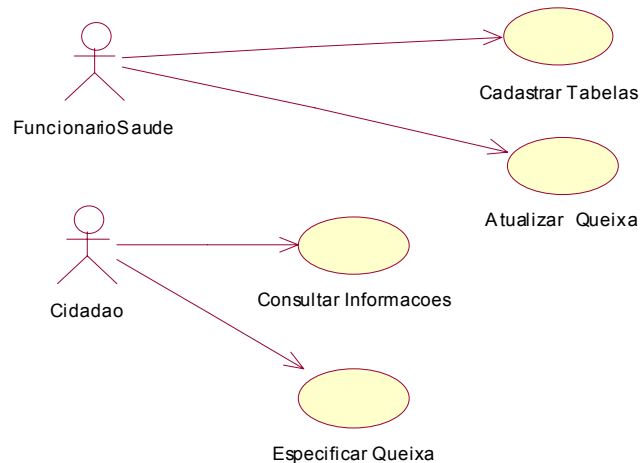 Cadastrar Tabelas
FuncionarioSaude
Atualizar Queixa
Consultar Informacoes
Cidadao
Especificar Queixa